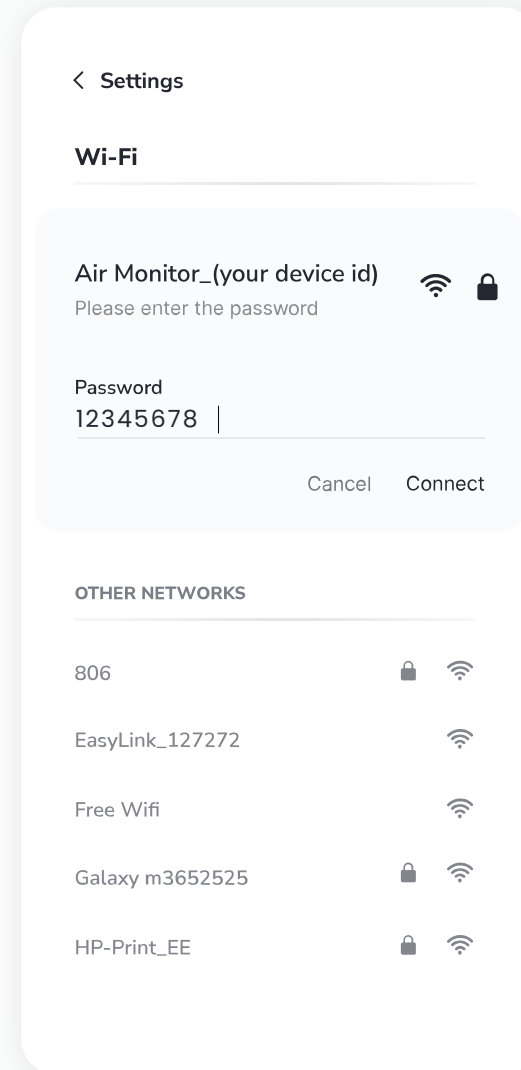 Settings
Wi-Fi
Air Monitor_(your device id)
Please enter the password
Password
12345678
Cancel Connect
OTHER NETWORKS
806
EasyLink_127272
Free Wifi
Galaxy m3652525
HP-Print_EE